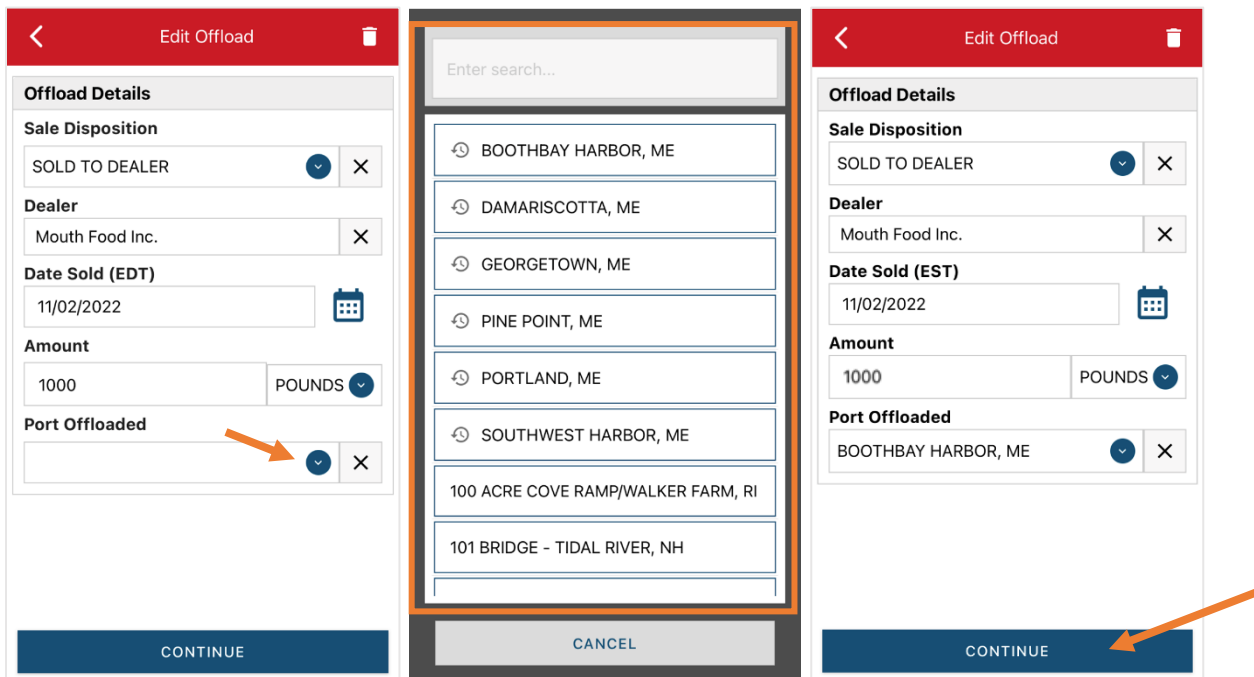 Edit Offload
Offload Details
Sale Disposition
SOLD TO DEALER
Dealer
Mouth Food Inc.
Date Sold (EDT)
11/02/2022
Amount
1000 POUNDS
Port Offloaded
CONTINUE
Enter search...
BOOTHBAY HARBOR, ME
DAMARISCOTTA, ME
GEORGETOWN, ME
PINE POINT, ME
PORTLAND, ME
SOUTHWEST HARBOR, ME
100 ACRE COVE RAMP/WALKER FARM, RI
101 BRIDGE - TIDAL RIVER, NH
CANCEL
Edit Offload
Offload Details
Sale Disposition
SOLD TO DEALER
Dealer
Mouth Food Inc.
Date Sold (EST)
11/02/2022
Amount
1000 POUNDS
Port Offloaded
BOOTHBAY HARBOR, ME
CONTINUE